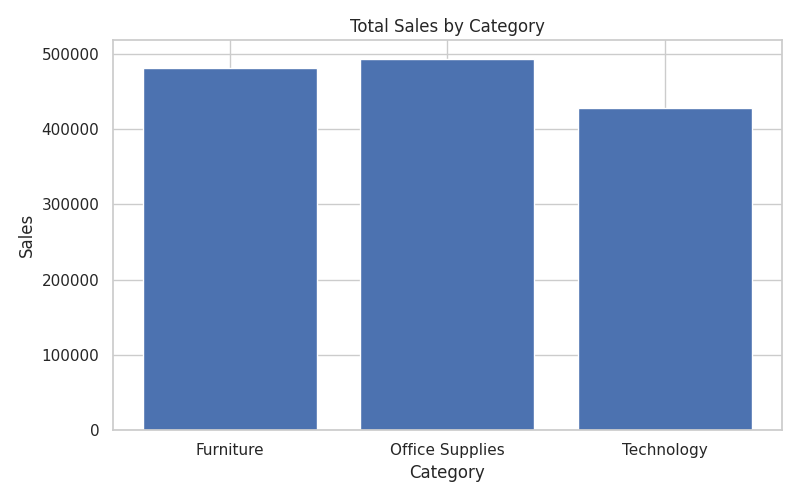 Total Sales by Category
Sales
500000
400000
300000
200000
100000
0
Furniture
Office Supplies
Technology
Category